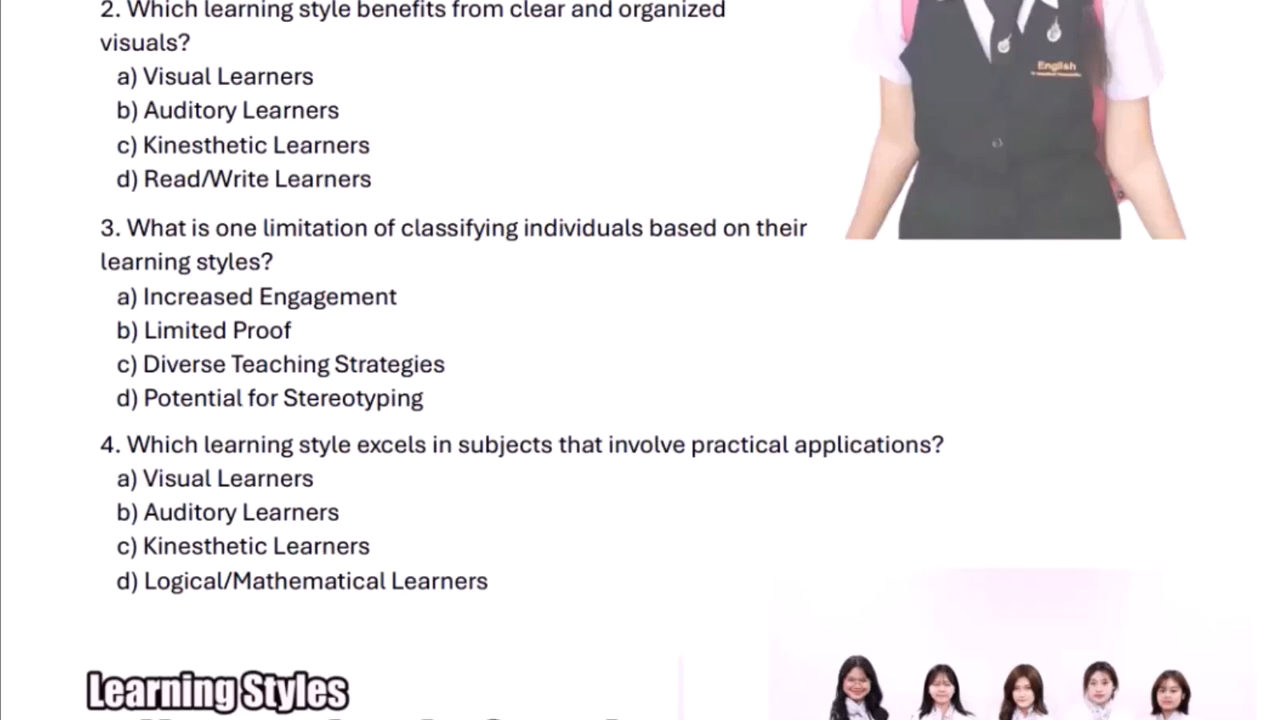 2. Which learning style benefits from clear and organized
visuals?
a) Visual Learners
b) Auditory Learners
c) Kinesthetic Learners
d) Read/Write Learners
3. What is one limitation of classifying individuals based on their
learning styles?
a) Increased Engagement
b) Limited Proof
c) Diverse Teaching Strategies
d) Potential for Stereotyping
4. Which learning style excels in subjects that involve practical applications?
a) Visual Learners
b) Auditory Learners
c) Kinesthetic Learners
d) Logical/Mathematical Learners
English
Learning Styles